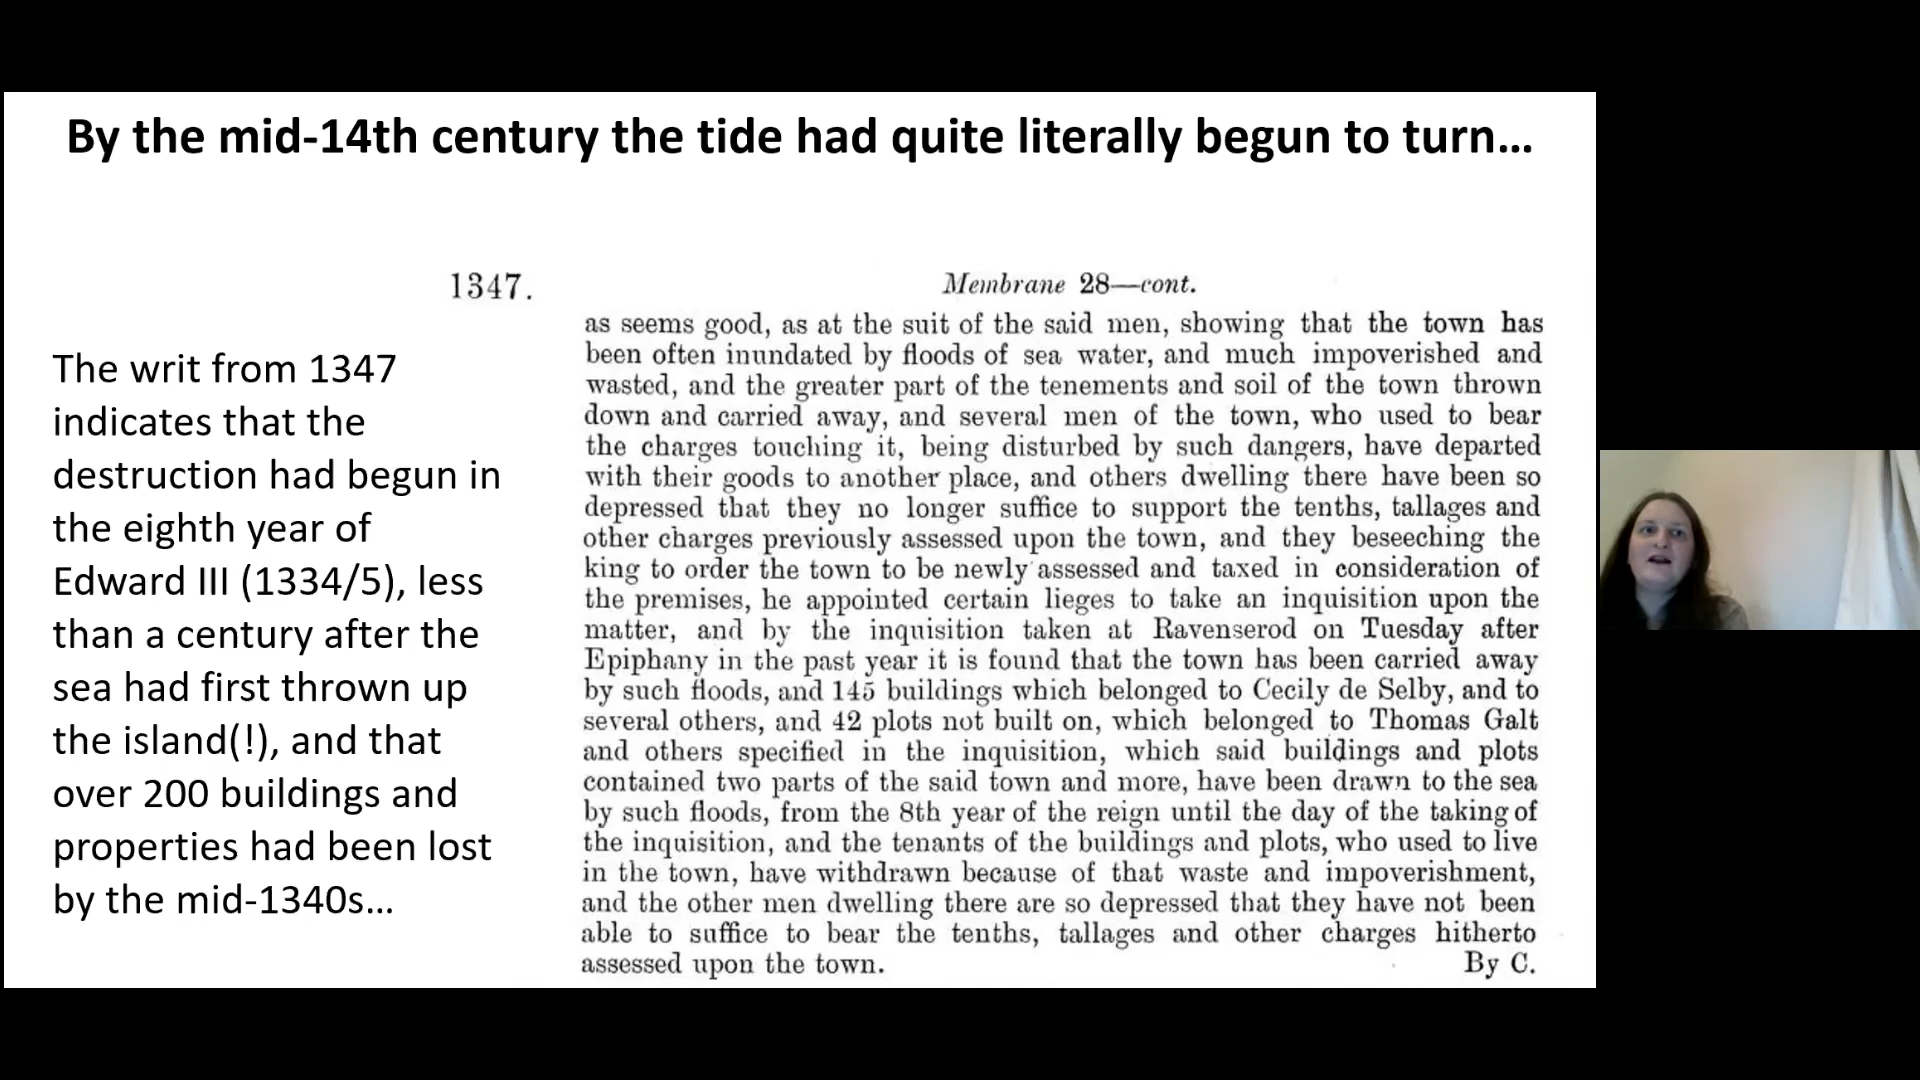 By the mid-14th century the tide had quite literally begun to turn…
The writ from 1347
indicates that the
destruction had begun in
the eighth year of
Edward III (1334/5), less
than a century after the
sea had first thrown up
the island(!), and that
over 200 buildings and
properties had been lost
by the mid-1340s…
1347.
Membrane 28—cont.
as seems good, as at the suit of the said men, showing that the town has
been often inundated by floods of sea water, and much impoverished and
wasted, and the greater part of the tenements and soil of the town thrown
down and carried away, and several men of the town, who used to bear
the charges touching it, being disturbed by such dangers, have departed
with their goods to another place, and others dwelling there have been so
depressed that they no longer suffice to support the tenths, tallages and
other charges previously assessed upon the town, and they beseeching the
king to order the town to be newly assessed and taxed in consideration of
the premises, he appointed certain lieges to take an inquisition upon the
matter, and by the inquisition taken at Ravenserod on Tuesday after
Epiphany in the past year it is found that the town has been carried away
by such floods, and 145 buildings which belonged to Cecily de Selby, and to
several others, and 42 plots not built on, which belonged to Thomas Galt
and others specified in the inquisition, which said buildings and plots
contained two parts of the said town and more, have been drawn to the sea
by such floods, from the 8th year of the reign until the day of the taking of
the inquisition, and the tenants of the buildings and plots, who used to live
in the town, have withdrawn because of that waste and impoverishment,
and the other men dwelling there are so depressed that they have not been
able to suffice to bear the tenths, tallages and other charges hitherto
assessed upon the town. By C.